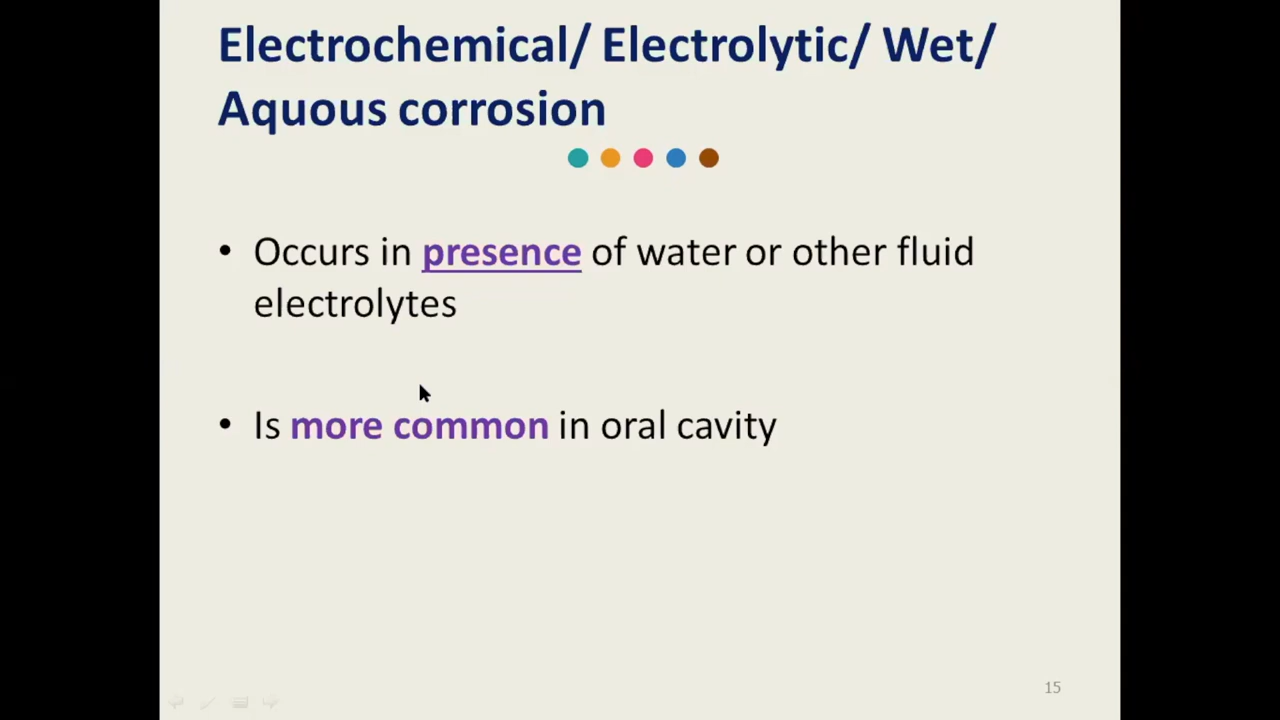 Electrochemical/ Electrolytic/ Wet/
Aquous corrosion
• Occurs in presence of water or other fluid
electrolytes
• Is more common in oral cavity
15